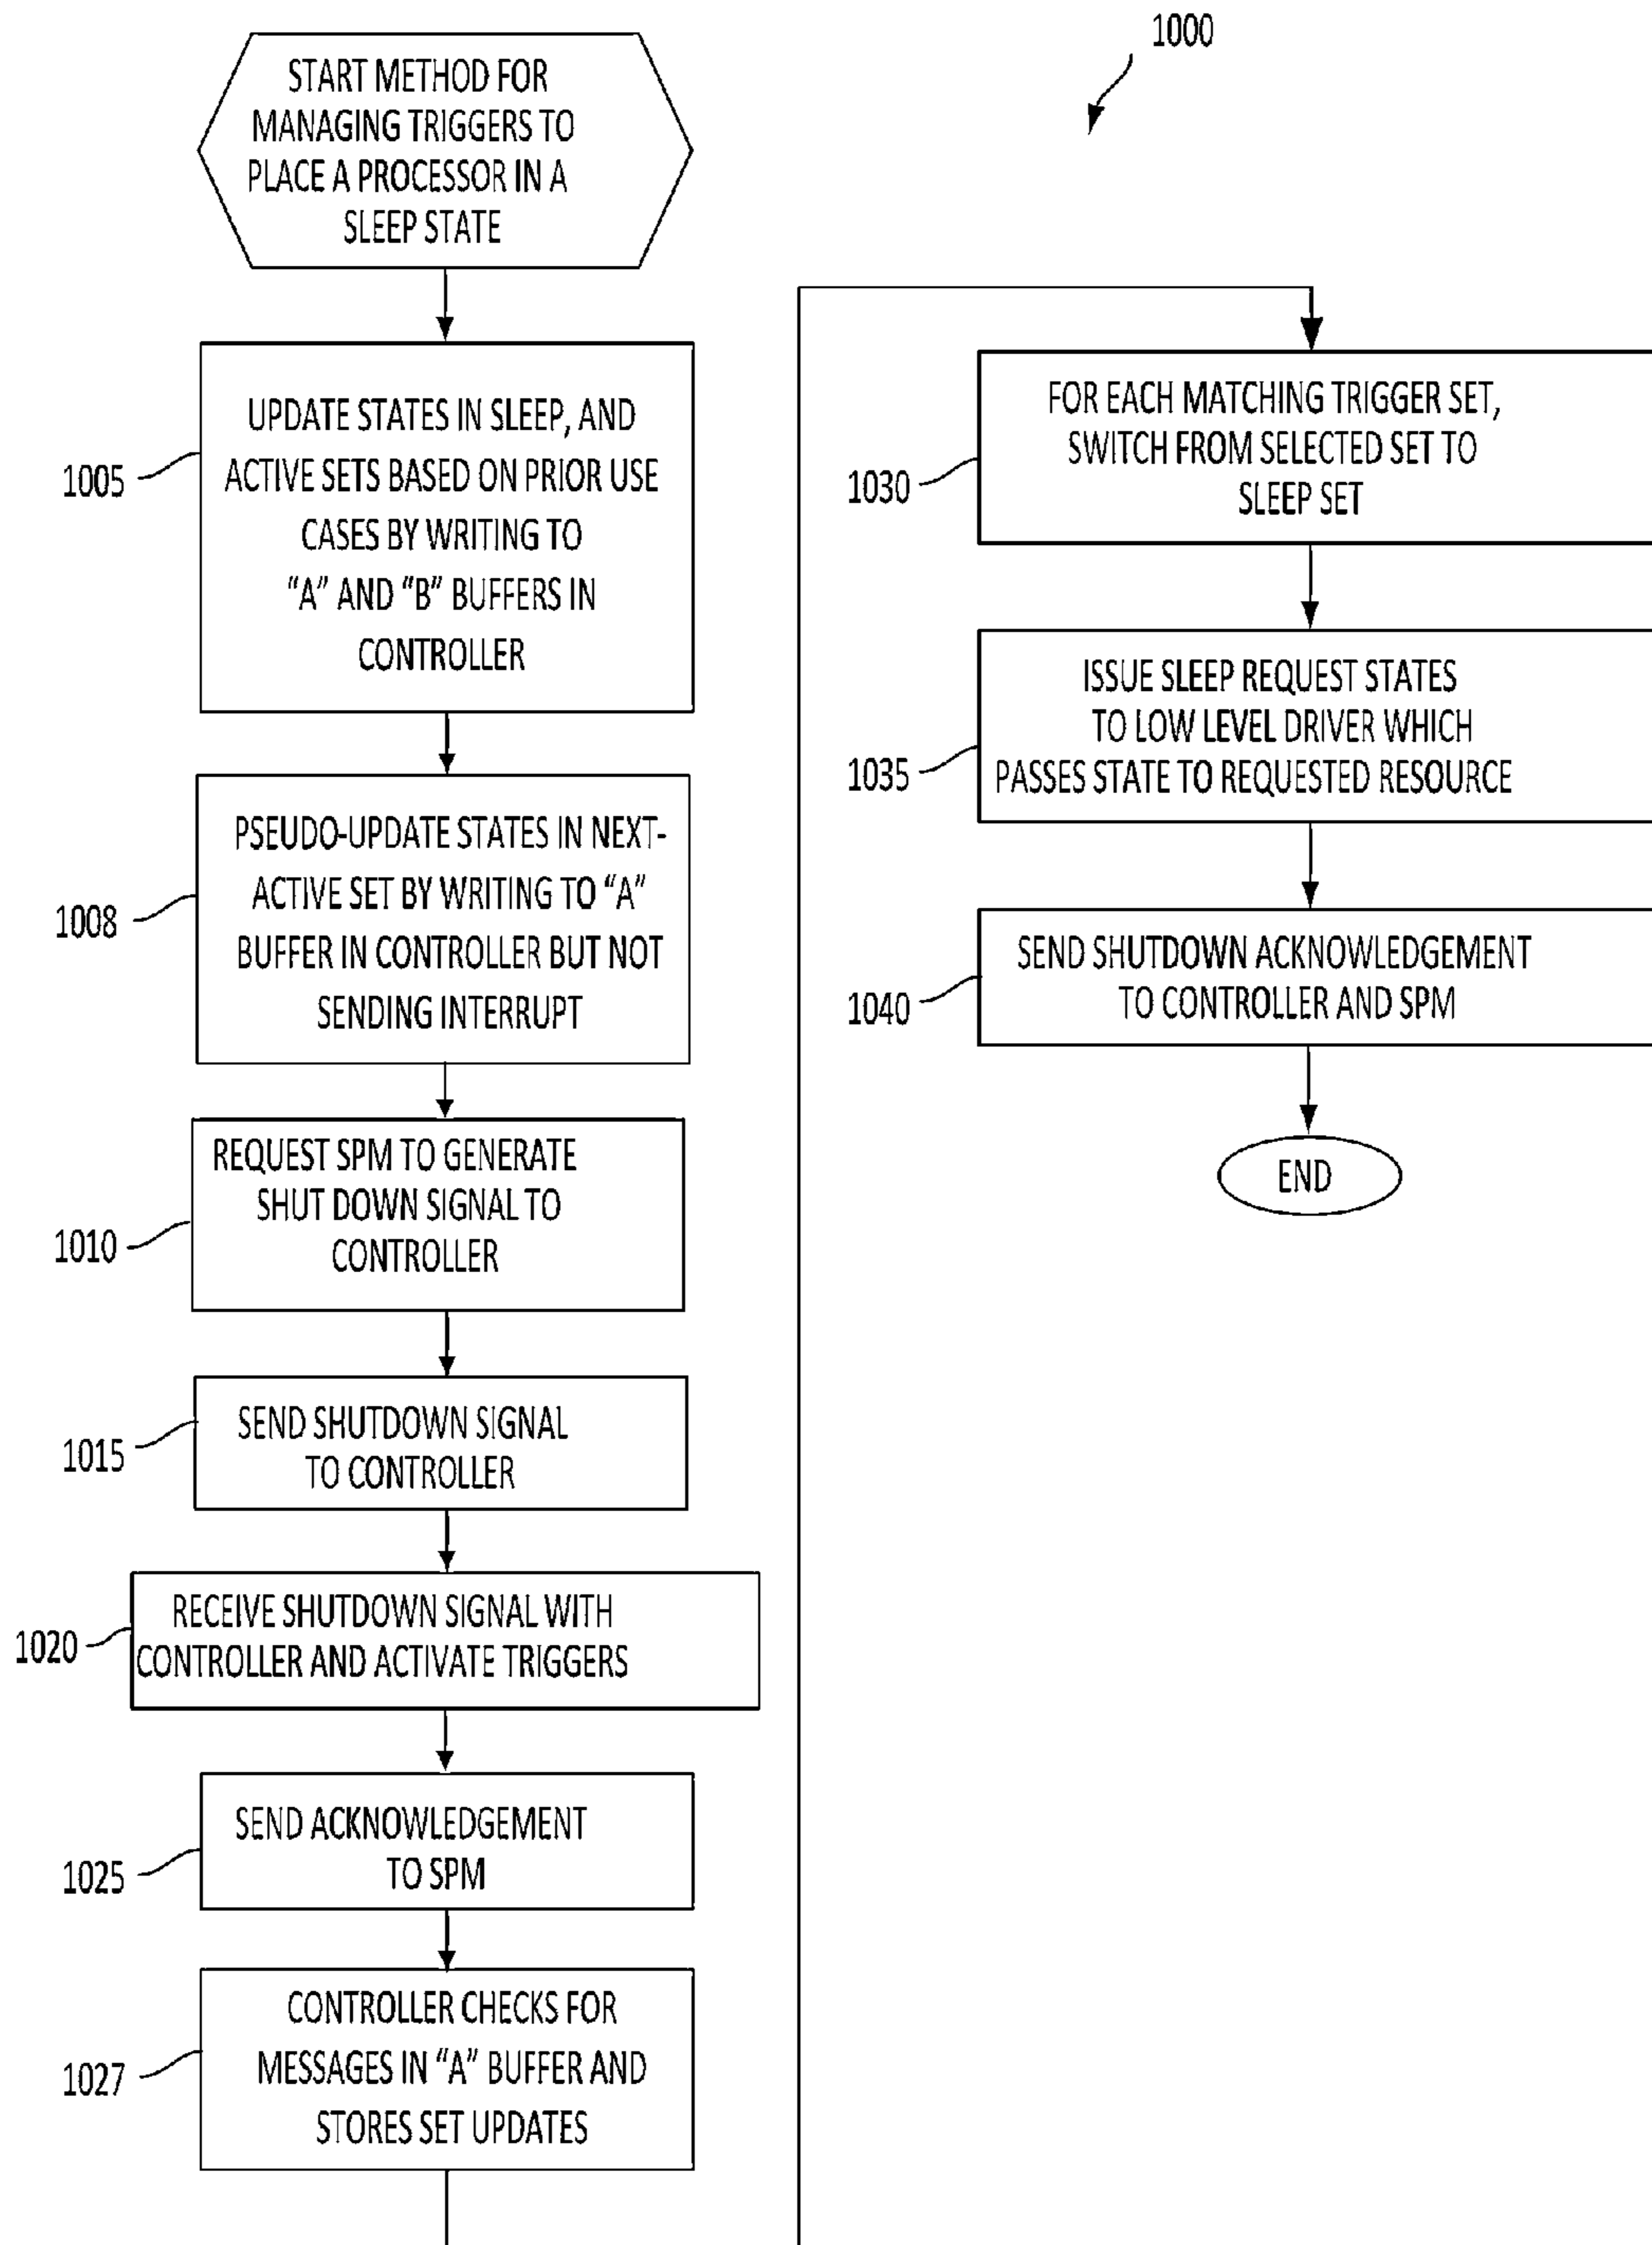 1000
START METHOD FOR
MANAGING TRIGGERS TO
PLACE A PROCESSOR IN A
SLEEP STATE
1005
UPDATE STATES IN SLEEP, AND
ACTIVE SETS BASED ON PRIOR USE
CASES BY WRITING TO
“A” AND “B” BUFFERS IN
CONTROLLER
1008
PSEUDO-UPDATE STATES IN NEXT-
ACTIVE SET BY WRITING TO “A”
BUFFER IN CONTROLLER BUT NOT
SENDING INTERRUPT
1010
REQUEST SPM TO GENERATE
SHUT DOWN SIGNAL TO
CONTROLLER
1015
SEND SHUTDOWN SIGNAL
TO CONTROLLER
1020
RECEIVE SHUTDOWN SIGNAL WITH
CONTROLLER AND ACTIVATE TRIGGERS
1025
SEND ACKNOWLEDGEMENT
TO SPM
1027
CONTROLLER CHECKS FOR
MESSAGES IN “A” BUFFER AND
STORES SET UPDATES
1030
FOR EACH MATCHING TRIGGER SET,
SWITCH FROM SELECTED SET TO
SLEEP SET
1035
ISSUE SLEEP REQUEST STATES
TO LOW LEVEL DRIVER WHICH
PASSES STATE TO REQUESTED RESOURCE
1040
SEND SHUTDOWN ACKNOWLEDGEMENT
TO CONTROLLER AND SPM
END